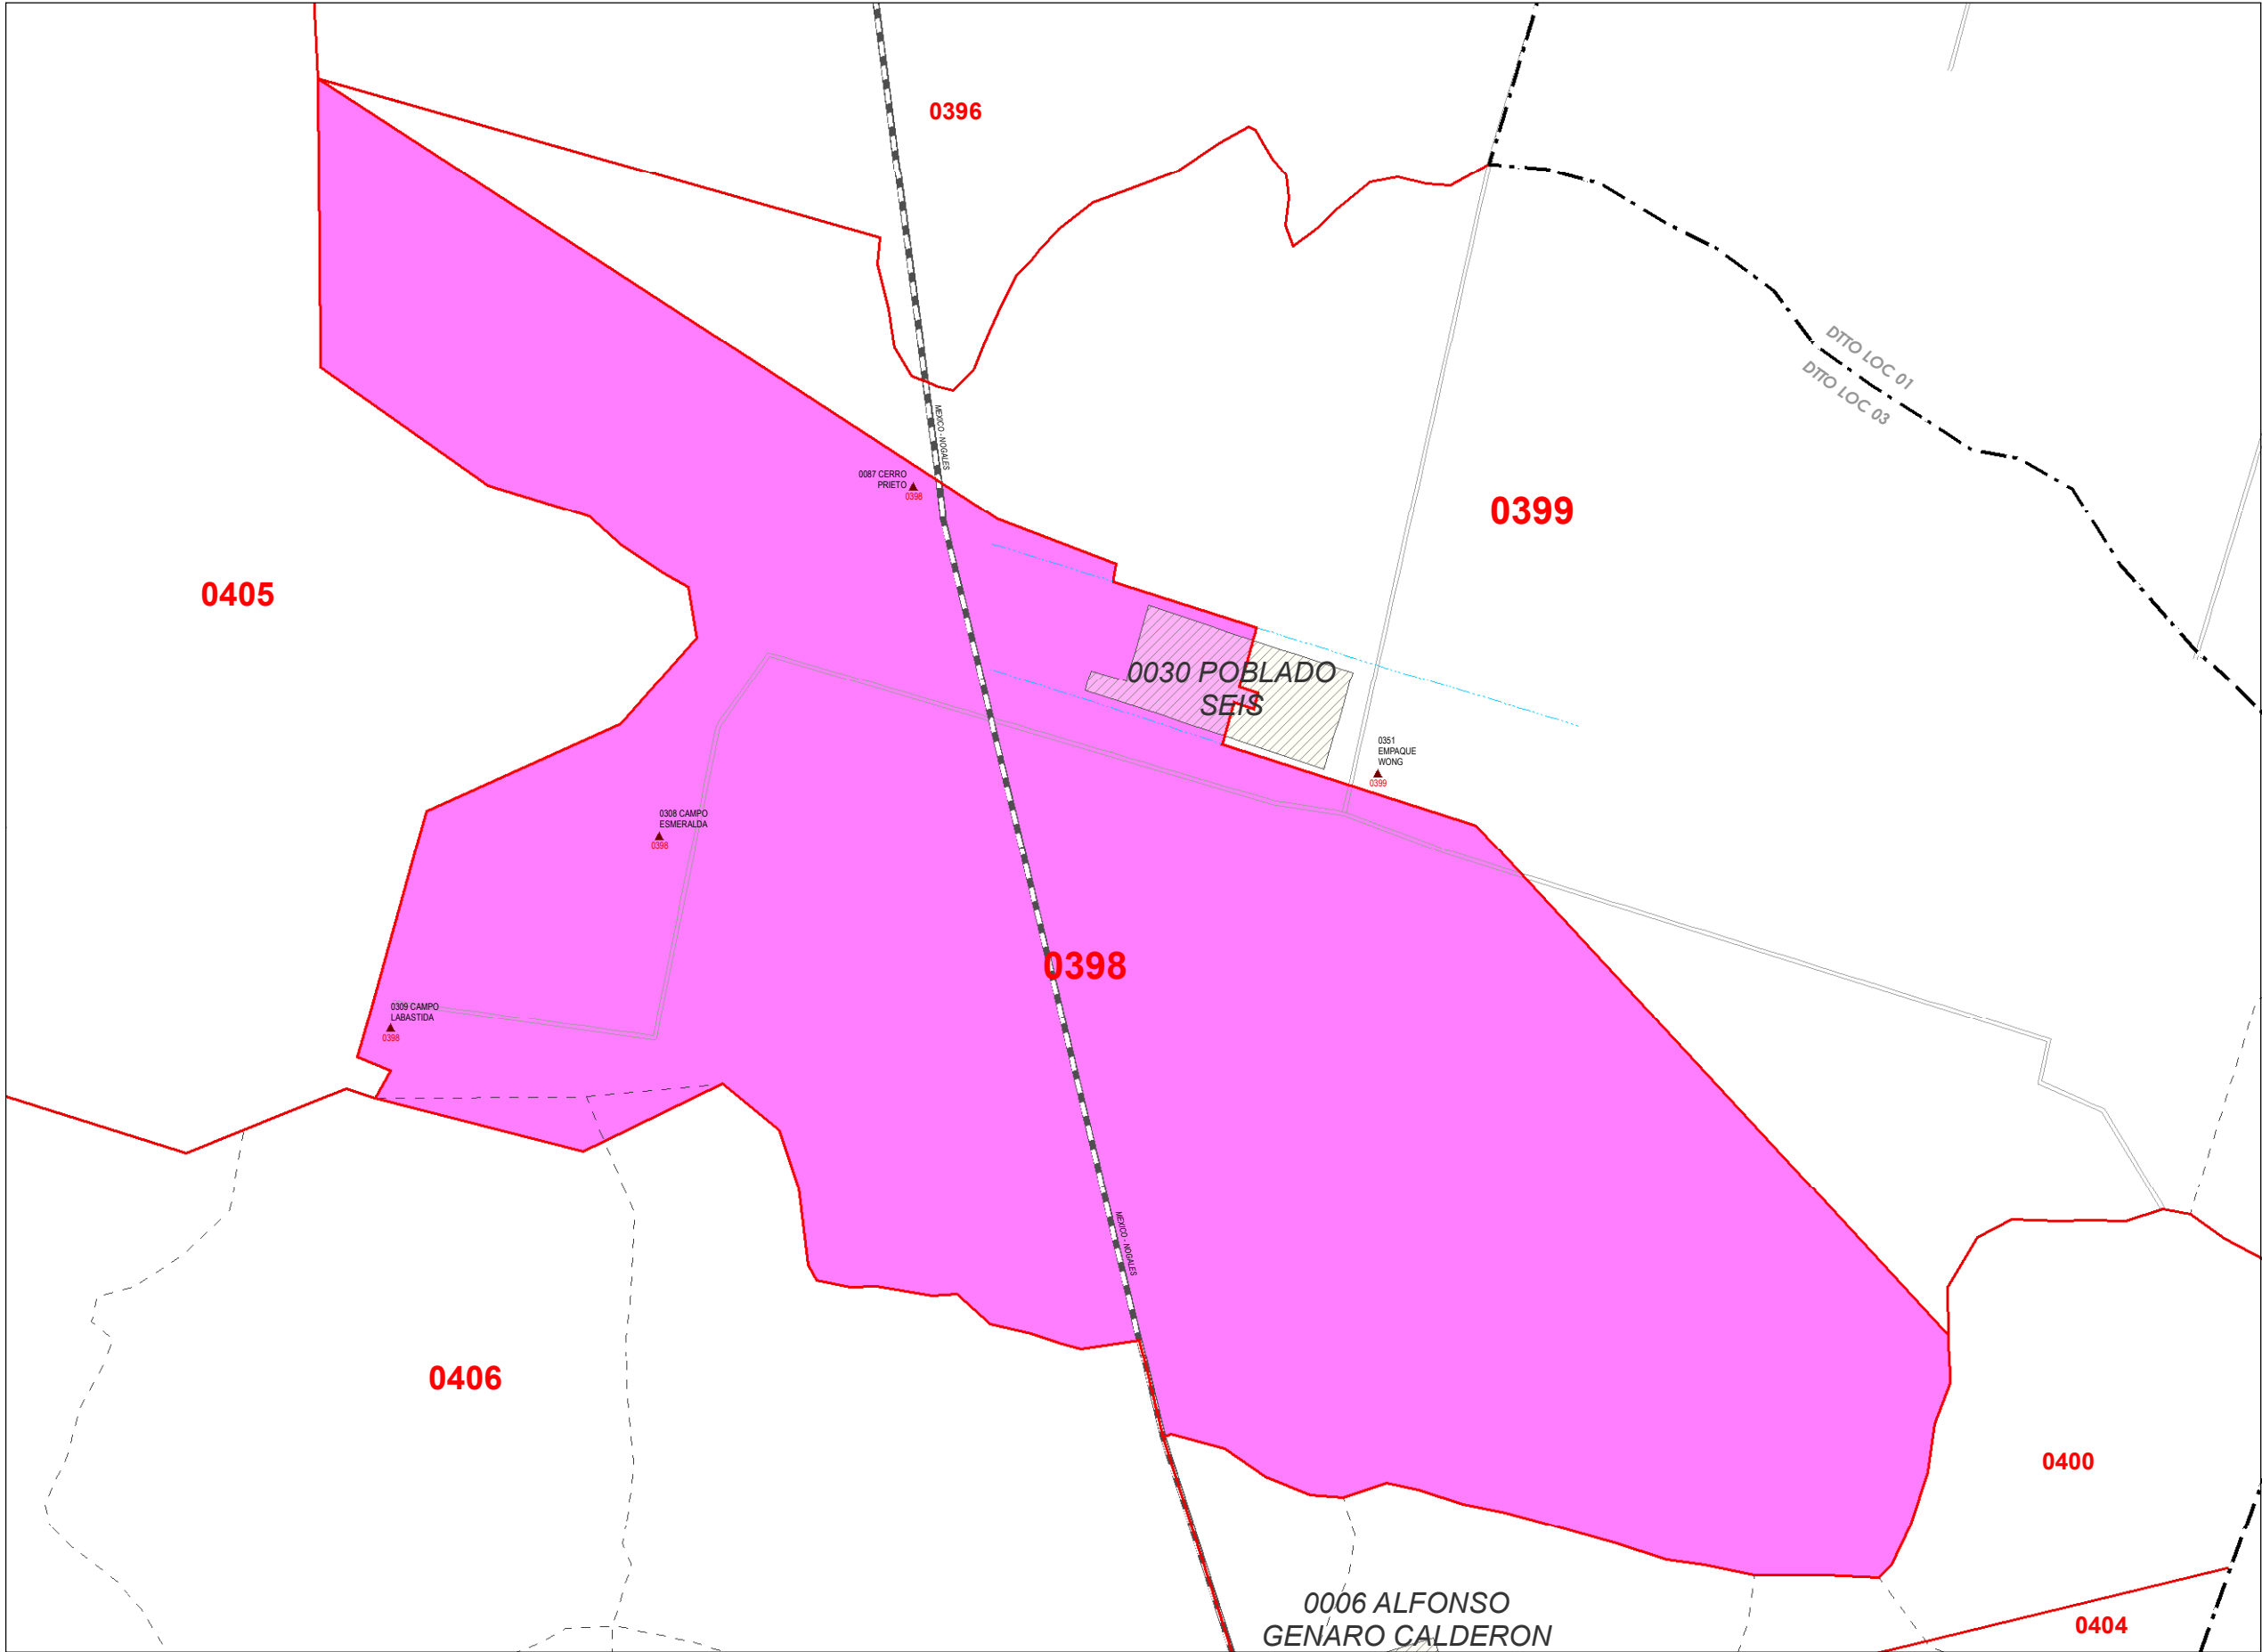 0396
DTTO LOC 01
DTTO LOC 03
MEXICO - NOGALES
0087 CERRO
PRIETO
0398
0399
0405
0030 POBLADO
SEIS
0351
EMPAQUE
WONG
0399
0308 CAMPO
ESMERALDA
0398
0398
0309 CAMPO
LABASTIDA
0398
MEXICO - NOGALES
0406
0400
0006 ALFONSO
GENARO CALDERON
0404